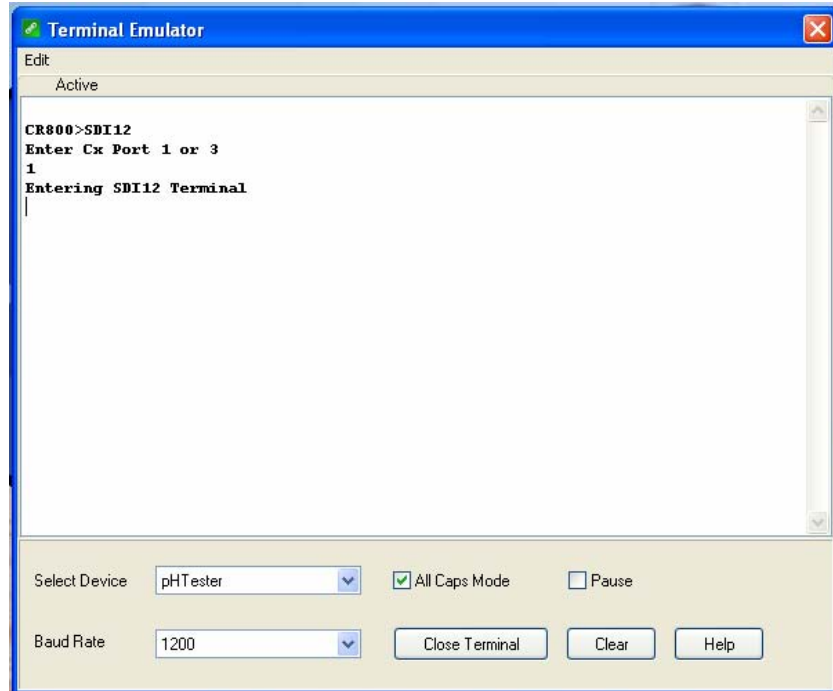 Terminal Emulator
Edit
Active
CR800>SDI12
Enter Cx Port 1 or 3
1
Entering SDI12 Terminal
Select Device pHTester All Caps Mode Pause
Baud Rate 1200 Close Terminal Clear Help